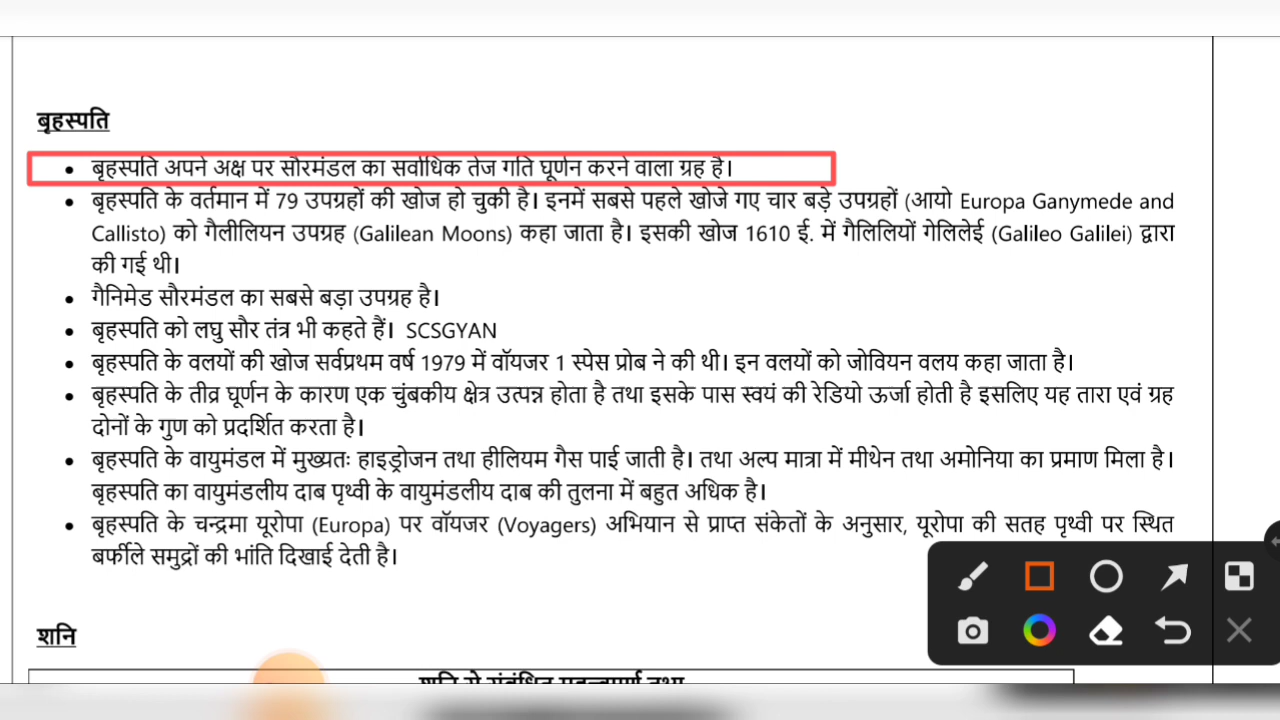 बृहस्पति
• बृहस्पति अपने अक्ष पर सौरमंडल का सर्वाधिक तेज गति घूर्णन करने वाला ग्रह है।
• बृहस्पति के वर्तमान में 79 उपग्रहों की खोज हो चुकी है। इनमें सबसे पहले खोजे गए चार बड़े उपग्रहों (आयो Europa Ganymede and
Callisto) को गैलीलियन उपग्रह (Galilean Moons) कहा जाता है। इसकी खोज 1610 ई. में गैलिलियों गेलिलेई (Galileo Galilei) द्वारा
की गई थी।
• गैनिमेड सौरमंडल का सबसे बड़ा उपग्रह है।
• बृहस्पति को लघु सौर तंत्र भी कहते हैं। SCSGYAN
• बृहस्पति के वलयों की खोज सर्वप्रथम वर्ष 1979 में वॉयजर 1 स्पेस प्रोब ने की थी। इन वलयों को जोवियन वलय कहा जाता है।
• बृहस्पति के तीव्र घूर्णन के कारण एक चुंबकीय क्षेत्र उत्पन्न होता है तथा इसके पास स्वयं की रेडियो ऊर्जा होती है इसलिए यह तारा एवं ग्रह
दोनों के गुण को प्रदर्शित करता है।
• बृहस्पति के वायुमंडल में मुख्यतः हाइड्रोजन तथा हीलियम गैस पाई जाती है। तथा अल्प मात्रा में मीथेन तथा अमोनिया का प्रमाण मिला है।
बृहस्पति का वायुमंडलीय दाब पृथ्वी के वायुमंडलीय दाब की तुलना में बहुत अधिक है।
• बृहस्पति के चन्द्रमा यूरोपा (Europa) पर वॉयजर (Voyagers) अभियान से प्राप्त संकेतों के अनुसार, यूरोपा की सतह पृथ्वी पर स्थित
बर्फीले समुद्रों की भांति दिखाई देती है।
शनि
शनि से संबंधित महत्त्वपूर्ण तथ्य